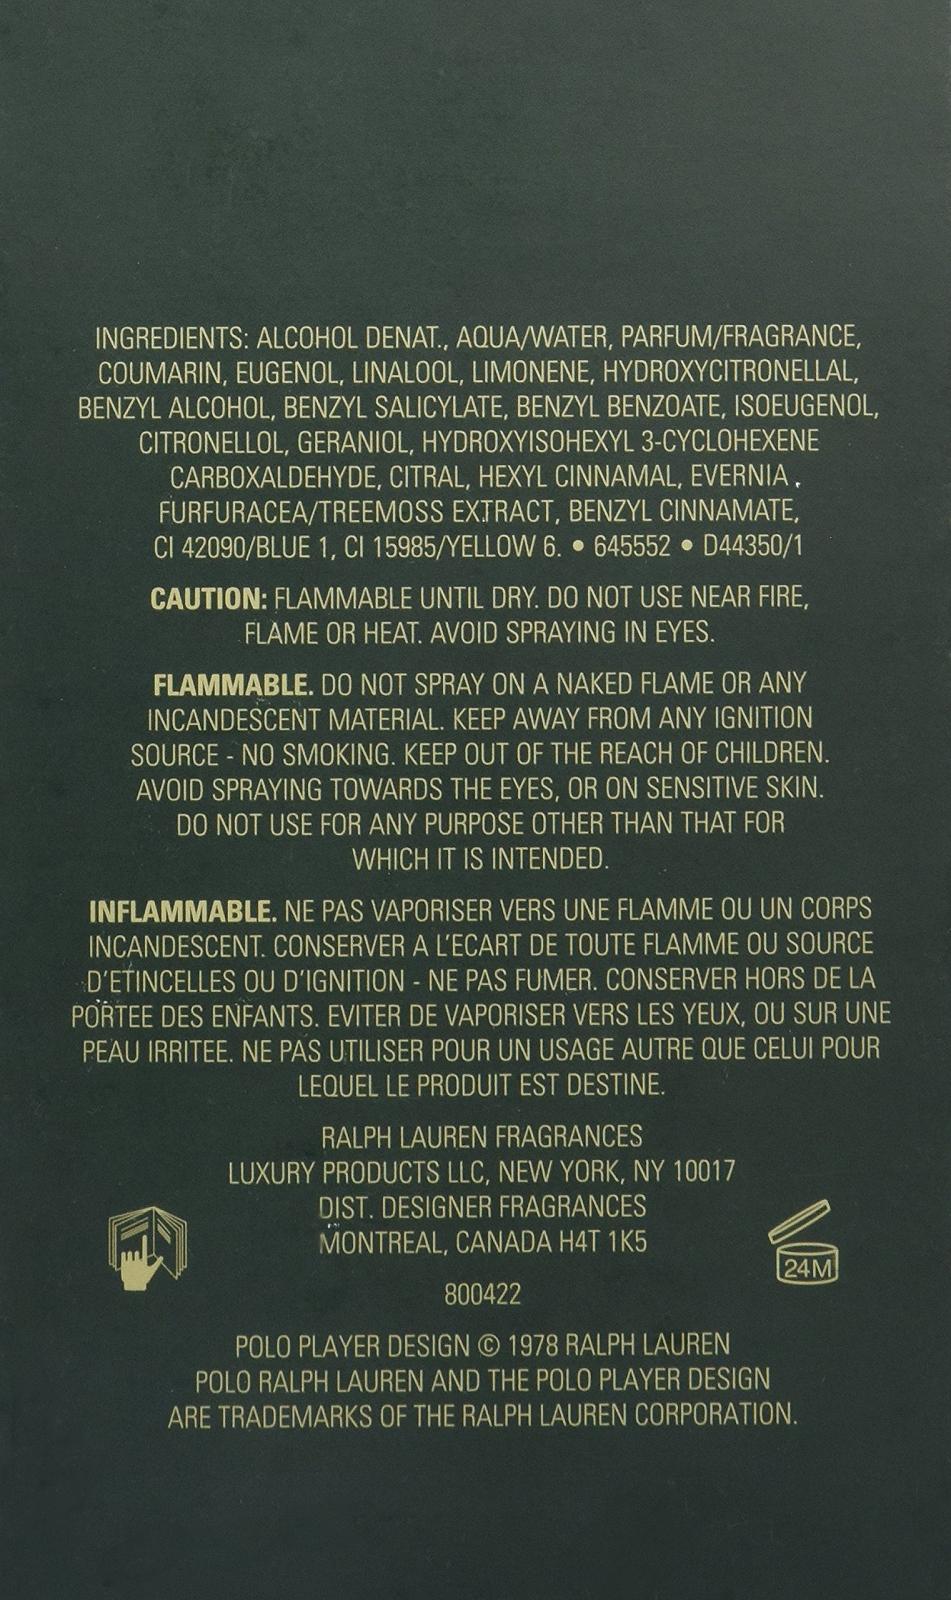 INGREDIENTS: ALCOHOL DENAT., AQUA/WATER, PARFUM/FRAGRANCE,
COUMARIN, EUGENOL, LINALOOL, LIMONENE, HYDROXYCITRONELLAL,
BENZYL ALCOHOL, BENZYL SALICYLATE, BENZYL BENZOATE, ISOEUGENOL,
CITRONELLOL, GERANIOL, HYDROXYISOHEXYL 3-CYCLOHEXENE
CARBOXALDEHYDE, CITRAL, HEXYL CINNAMAL, EVERNIA
FURFURACEA/TREEMOSS EXTRACT, BENZYL CINNAMATE,
CI 42090/BLUE 1, CI 15985/YELLOW 6. • 645552 • D44350/1
CAUTION: FLAMMABLE UNTIL DRY. DO NOT USE NEAR FIRE,
FLAME OR HEAT. AVOID SPRAYING IN EYES.
FLAMMABLE. DO NOT SPRAY ON A NAKED FLAME OR ANY
INCANDESCENT MATERIAL. KEEP AWAY FROM ANY IGNITION
SOURCE - NO SMOKING. KEEP OUT OF THE REACH OF CHILDREN.
AVOID SPRAYING TOWARDS THE EYES, OR ON SENSITIVE SKIN.
DO NOT USE FOR ANY PURPOSE OTHER THAN THAT FOR
WHICH IT IS INTENDED.
INFLAMMABLE. NE PAS VAPORISER VERS UNE FLAMME OU UN CORPS
INCANDESCENT. CONSERVER A L'ECART DE TOUTE FLAMME OU SOURCE
D'ETINCELLES OU D'IGNITION - NE PAS FUMER. CONSERVER HORS DE LA
PORTEE DES ENFANTS. EVITER DE VAPORISER VERS LES YEUX, OU SUR UNE
PEAU IRRITEE. NE PAS UTILISER POUR UN USAGE AUTRE QUE CELUI POUR
LEQUEL LE PRODUIT EST DESTINE.
RALPH LAUREN FRAGRANCES
LUXURY PRODUCTS LLC, NEW YORK, NY 10017
DIST. DESIGNER FRAGRANCES
MONTREAL, CANADA H4T 1K5
24M
800422
POLO PLAYER DESIGN © 1978 RALPH LAUREN
POLO RALPH LAUREN AND THE POLO PLAYER DESIGN
ARE TRADEMARKS OF THE RALPH LAUREN CORPORATION.